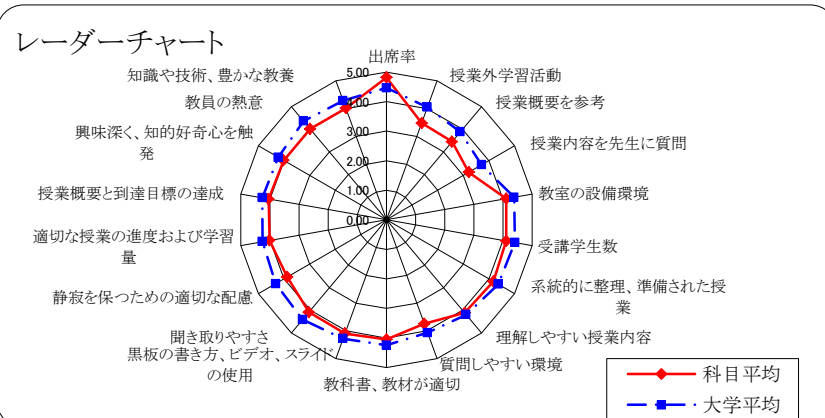 レーダーチャート
出席率
授業外学習活動
授業概要を参考
授業内容を先生に質問
教室の設備環境
受講学生数
系統的に整理、準備された授
業
理解しやすい授業内容
質問しやすい環境
教科書、教材が適切
黒板の書き方、ビデオ、スライド
の使用
聞き取りやすさ
静寂を保つための適切な配慮
適切な授業の進度および学習
量
授業概要と到達目標の達成
興味深く、知的好奇心を触
発
教員の熱意
知識や技術、豊かな教養
5.00
4.00
3.00
2.00
1.00
0.00
科目平均
大学平均